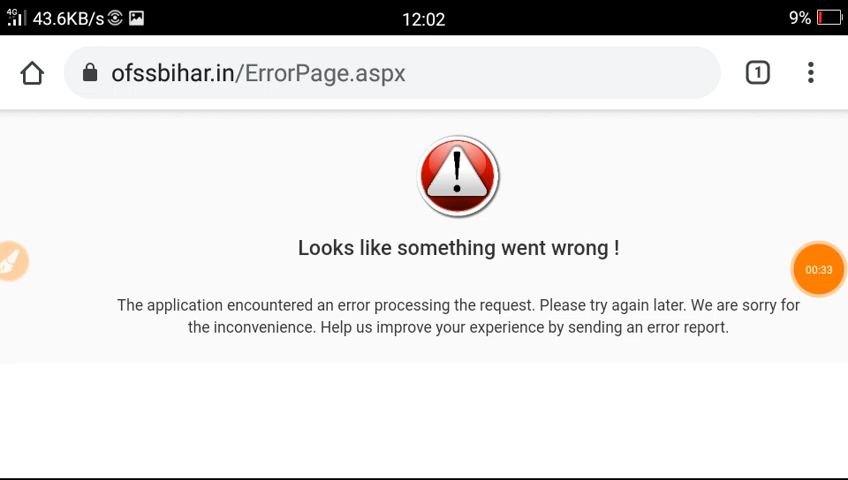 4G 43.6KB/s 12:02 9%
ofssbihar.in/ErrorPage.aspx 1
Looks like something went wrong !
00:33
The application encountered an error processing the request. Please try again later. We are sorry for
the inconvenience. Help us improve your experience by sending an error report.